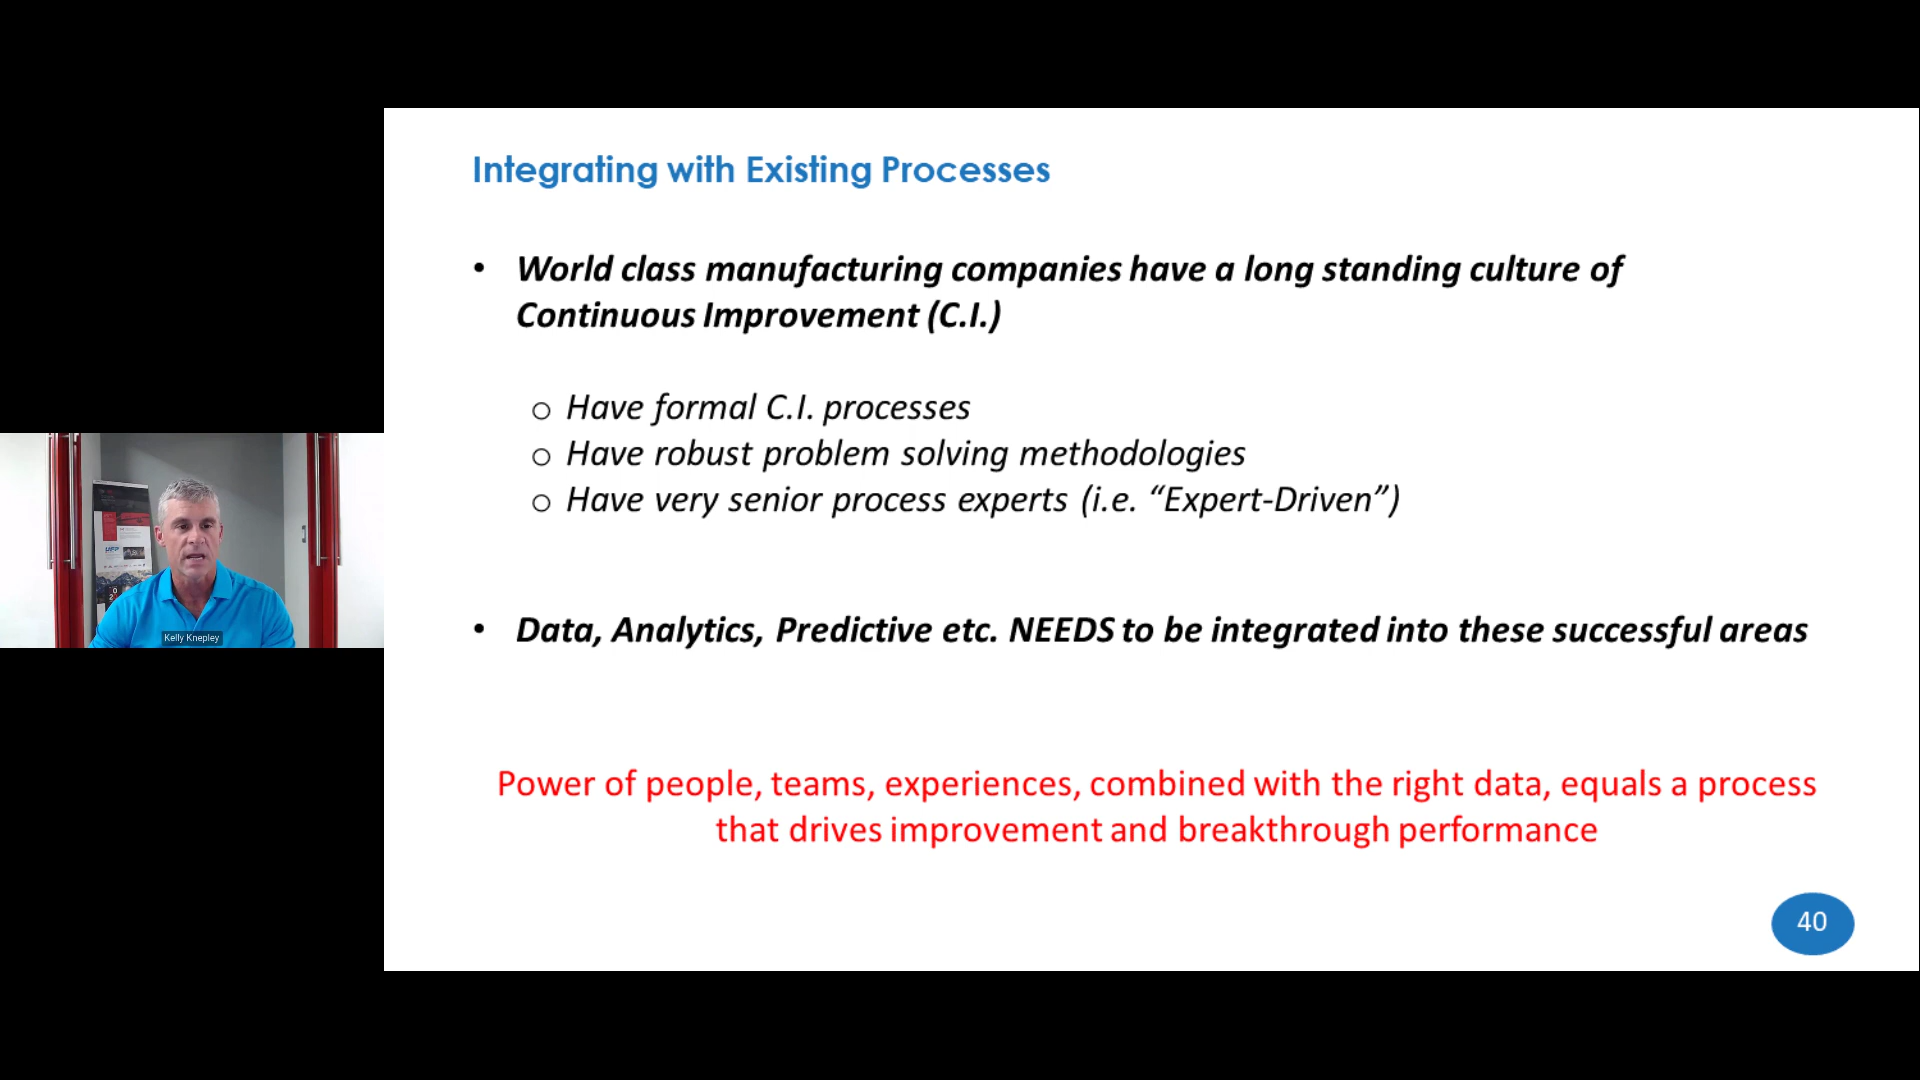 Integrating with Existing Processes
• World class manufacturing companies have a long standing culture of
Continuous Improvement (C.I.)
o Have formal C.I. processes
o Have robust problem solving methodologies
o Have very senior process experts (i.e. “Expert-Driven”)
Kelly Knepley
• Data, Analytics, Predictive etc. NEEDS to be integrated into these successful areas
Power of people, teams, experiences, combined with the right data, equals a process
that drives improvement and breakthrough performance
40